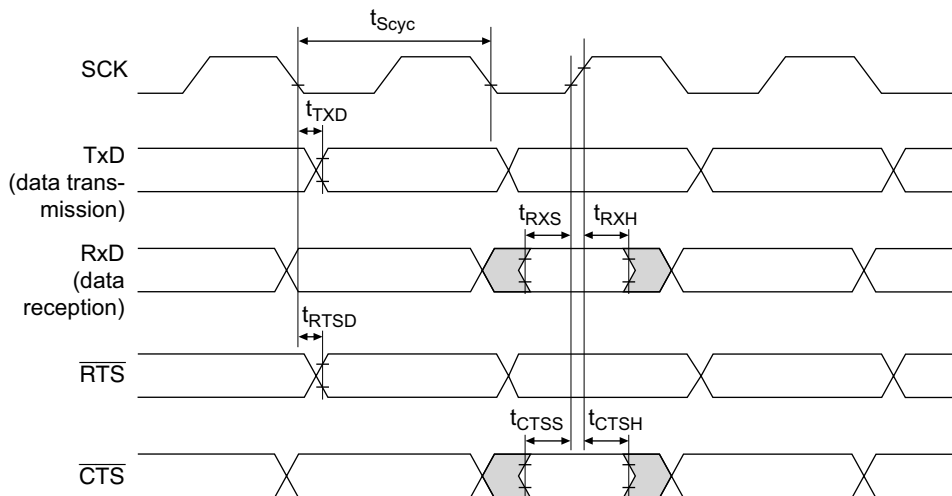 tScyc
SCK
tTXD
TxD
(data trans-
mission)
tRXS
tRXH
RxD
(data
reception)
tRTSD
RTS
tCTSS
tCTSH
CTS